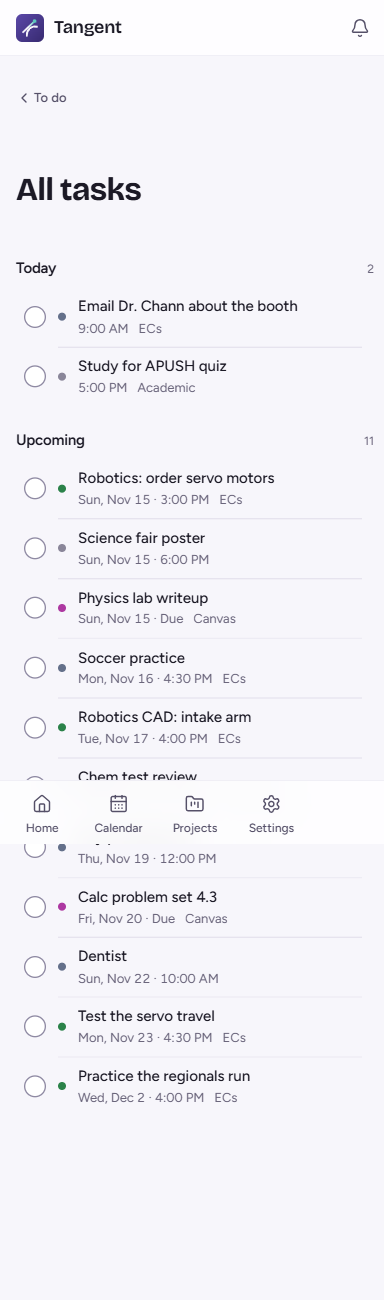 Tangent
To do
All tasks
Today 2
Email Dr. Chann about the booth
9:00 AM ECs
Study for APUSH quiz
5:00 PM Academic
Upcoming 11
Robotics: order servo motors
Sun, Nov 15 · 3:00 PM ECs
Science fair poster
Sun, Nov 15 · 6:00 PM
Physics lab writeup
Sun, Nov 15 · Due Canvas
Soccer practice
Mon, Nov 16 · 4:30 PM ECs
Robotics CAD: intake arm
Tue, Nov 17 · 4:00 PM ECs
Chem test review
Home Calendar Projects Settings
Thu, Nov 19 · 12:00 PM
Calc problem set 4.3
Fri, Nov 20 · Due Canvas
Dentist
Sun, Nov 22 · 10:00 AM
Test the servo travel
Mon, Nov 23 · 4:30 PM ECs
Practice the regionals run
Wed, Dec 2 · 4:00 PM ECs